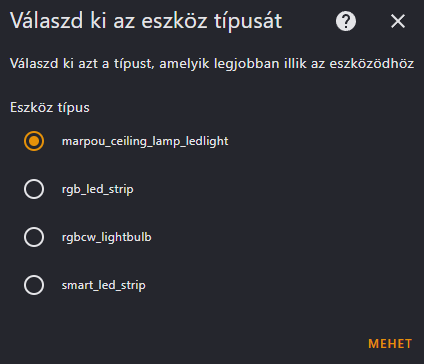 Válaszd ki az eszköz típusát
Válaszd ki azt a típust, amelyik legjobban illik az eszközödhöz
Eszköz típus
marpou_ceiling_lamp_ledlight
rgb_led_strip
rgbcw_lightbulb
smart_led_strip
MEHET